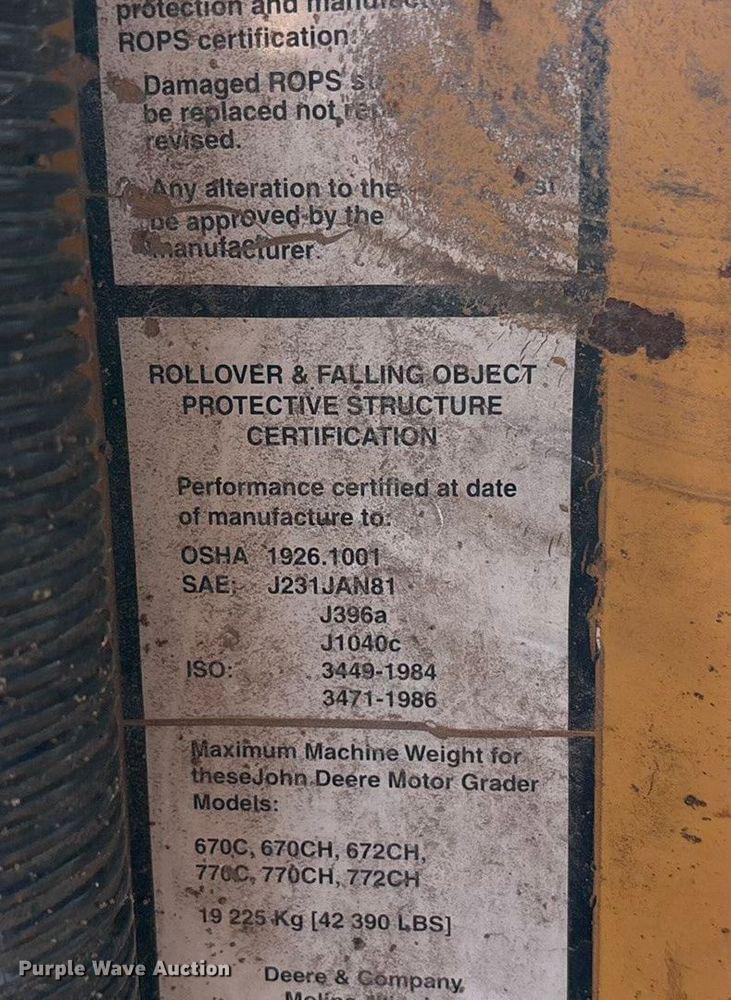 protection and
ROPS certification.
Damaged ROPS
be replaced not
revised.
Any alteration to the
be approved by the
manufacturer.
ROLLOVER & FALLING OBJECT
PROTECTIVE STRUCTURE
CERTIFICATION
Performance certified at date
of manufacture to:
OSHA 1926.1001
SAE: J231JAN81
J396a
J1040c
ISO: 3449-1984
3471-1986
Maximum Machine Weight for
theseJohn Deere Motor Grader
Models:
670C, 670CH, 672CH,
770C, 770CH, 772CH
19 225 Kg [42 390 LBS]
Deere & Company,
Purple Wave Auction